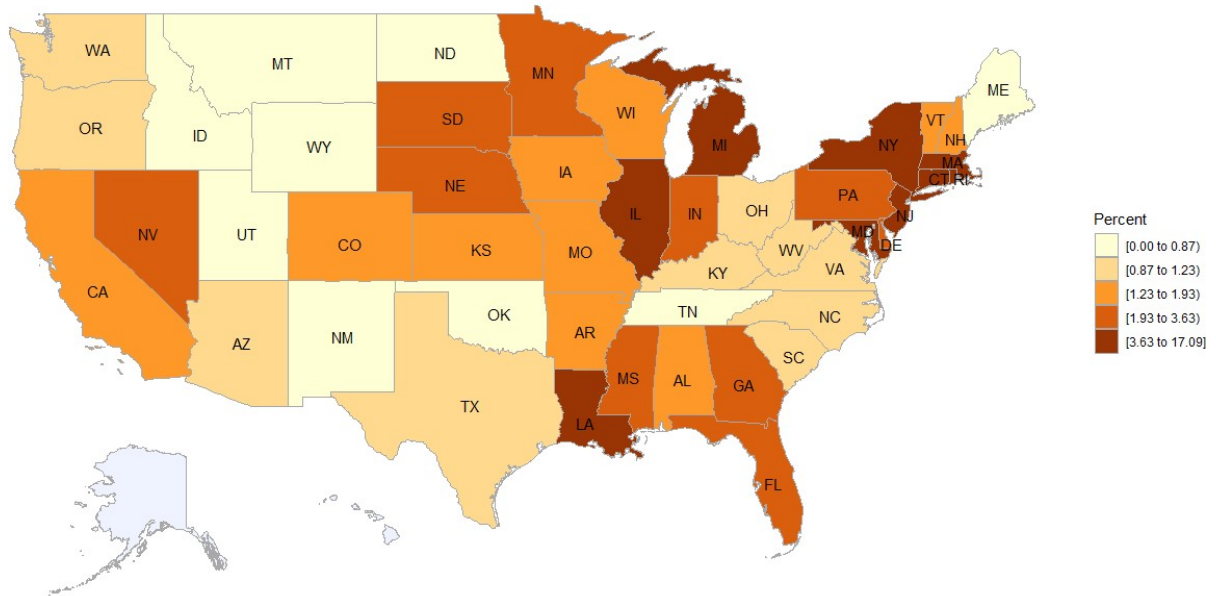 WA
MT
ND
MN
ME
OR
ID
SD
WI
VT
NH
WY
MI
NY
MA
CT RI
NE
IA
PA
NV
UT
CO
IL
IN
OH
NJ
MD
DE
KS
MO
WV
VA
KY
CA
AZ
NM
OK
AR
TN
NC
SC
TX
LA
MS
AL
GA
FL
Percent
[0.00 to 0.87)
[0.87 to 1.23)
[1.23 to 1.93)
[1.93 to 3.63)
[3.63 to 17.09]